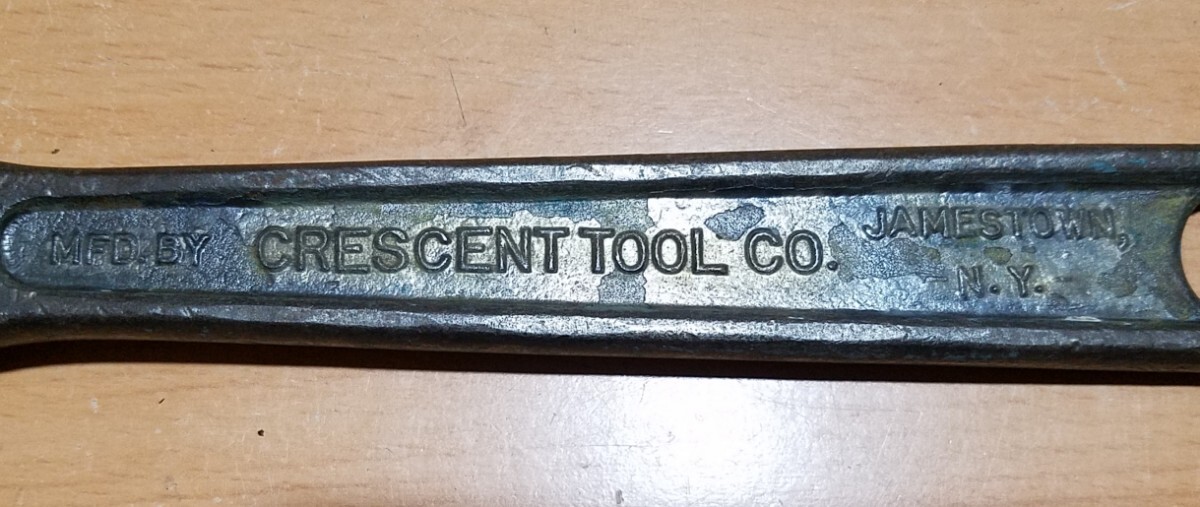 MFD. BY CRESCENT TOOL CO. JAMESTOWN,
N.Y.